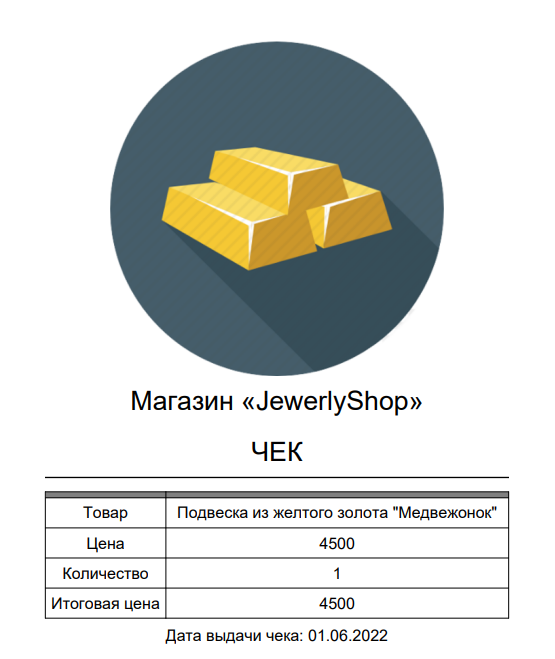 Магазин «JewerlyShop»
ЧЕК
Товар Подвеска из желтого золота "Медвежонок"
Цена 4500
Количество 1
Итоговая цена 4500
Дата выдачи чека: 01.06.2022